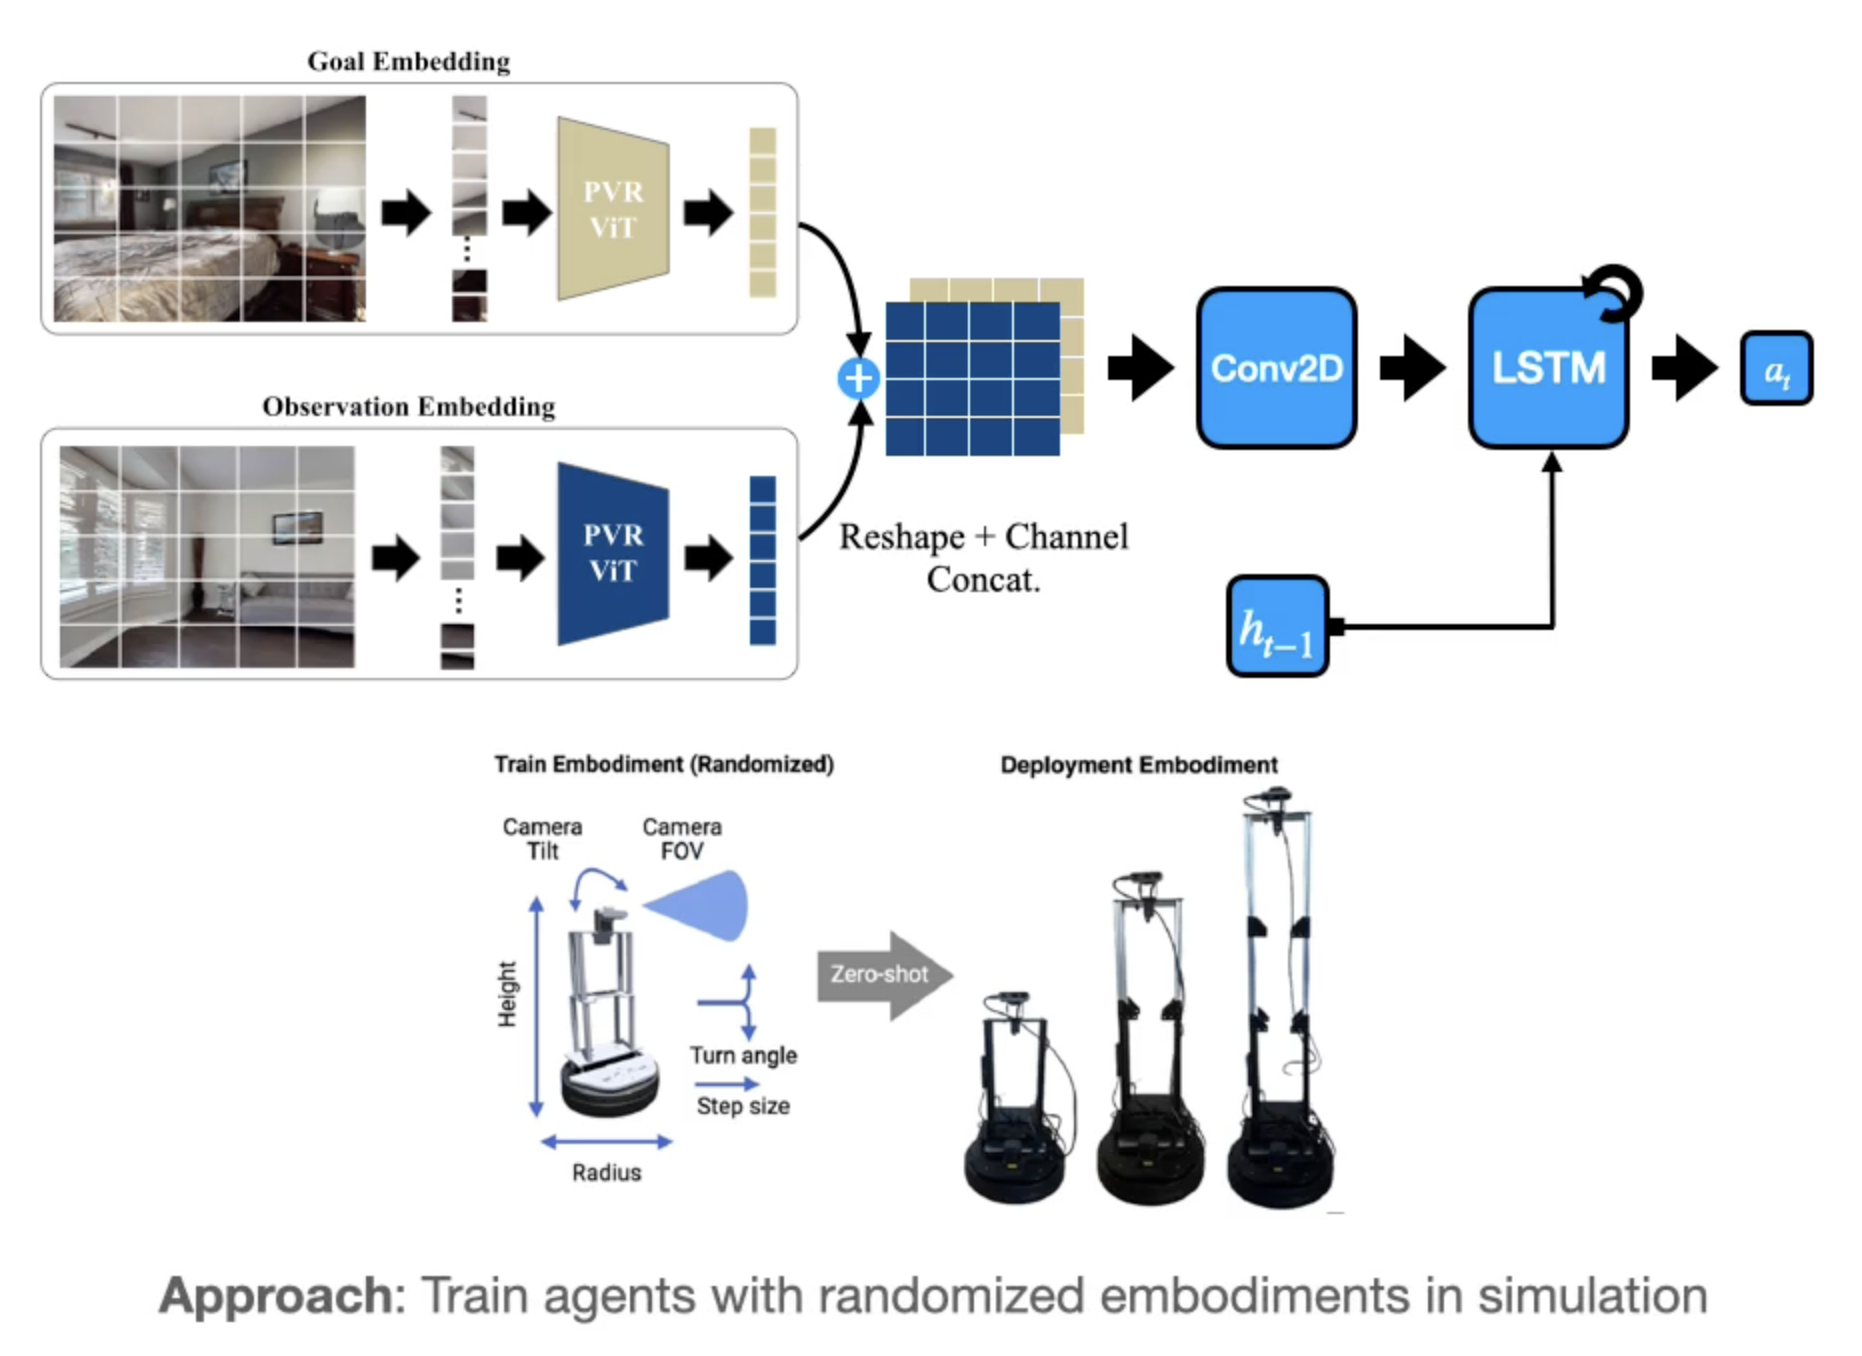 Goal Embedding
PVR
ViT
Observation Embedding
PVR
ViT
Reshape + Channel
Concat.
Conv2D
LSTM
a_t
h_{t-1}
Train Embodiment (Randomized)
Camera
Tilt
Camera
FOV
Height
Turn angle
Step size
Radius
Zero-shot
Deployment Embodiment
Approach: Train agents with randomized embodiments in simulation